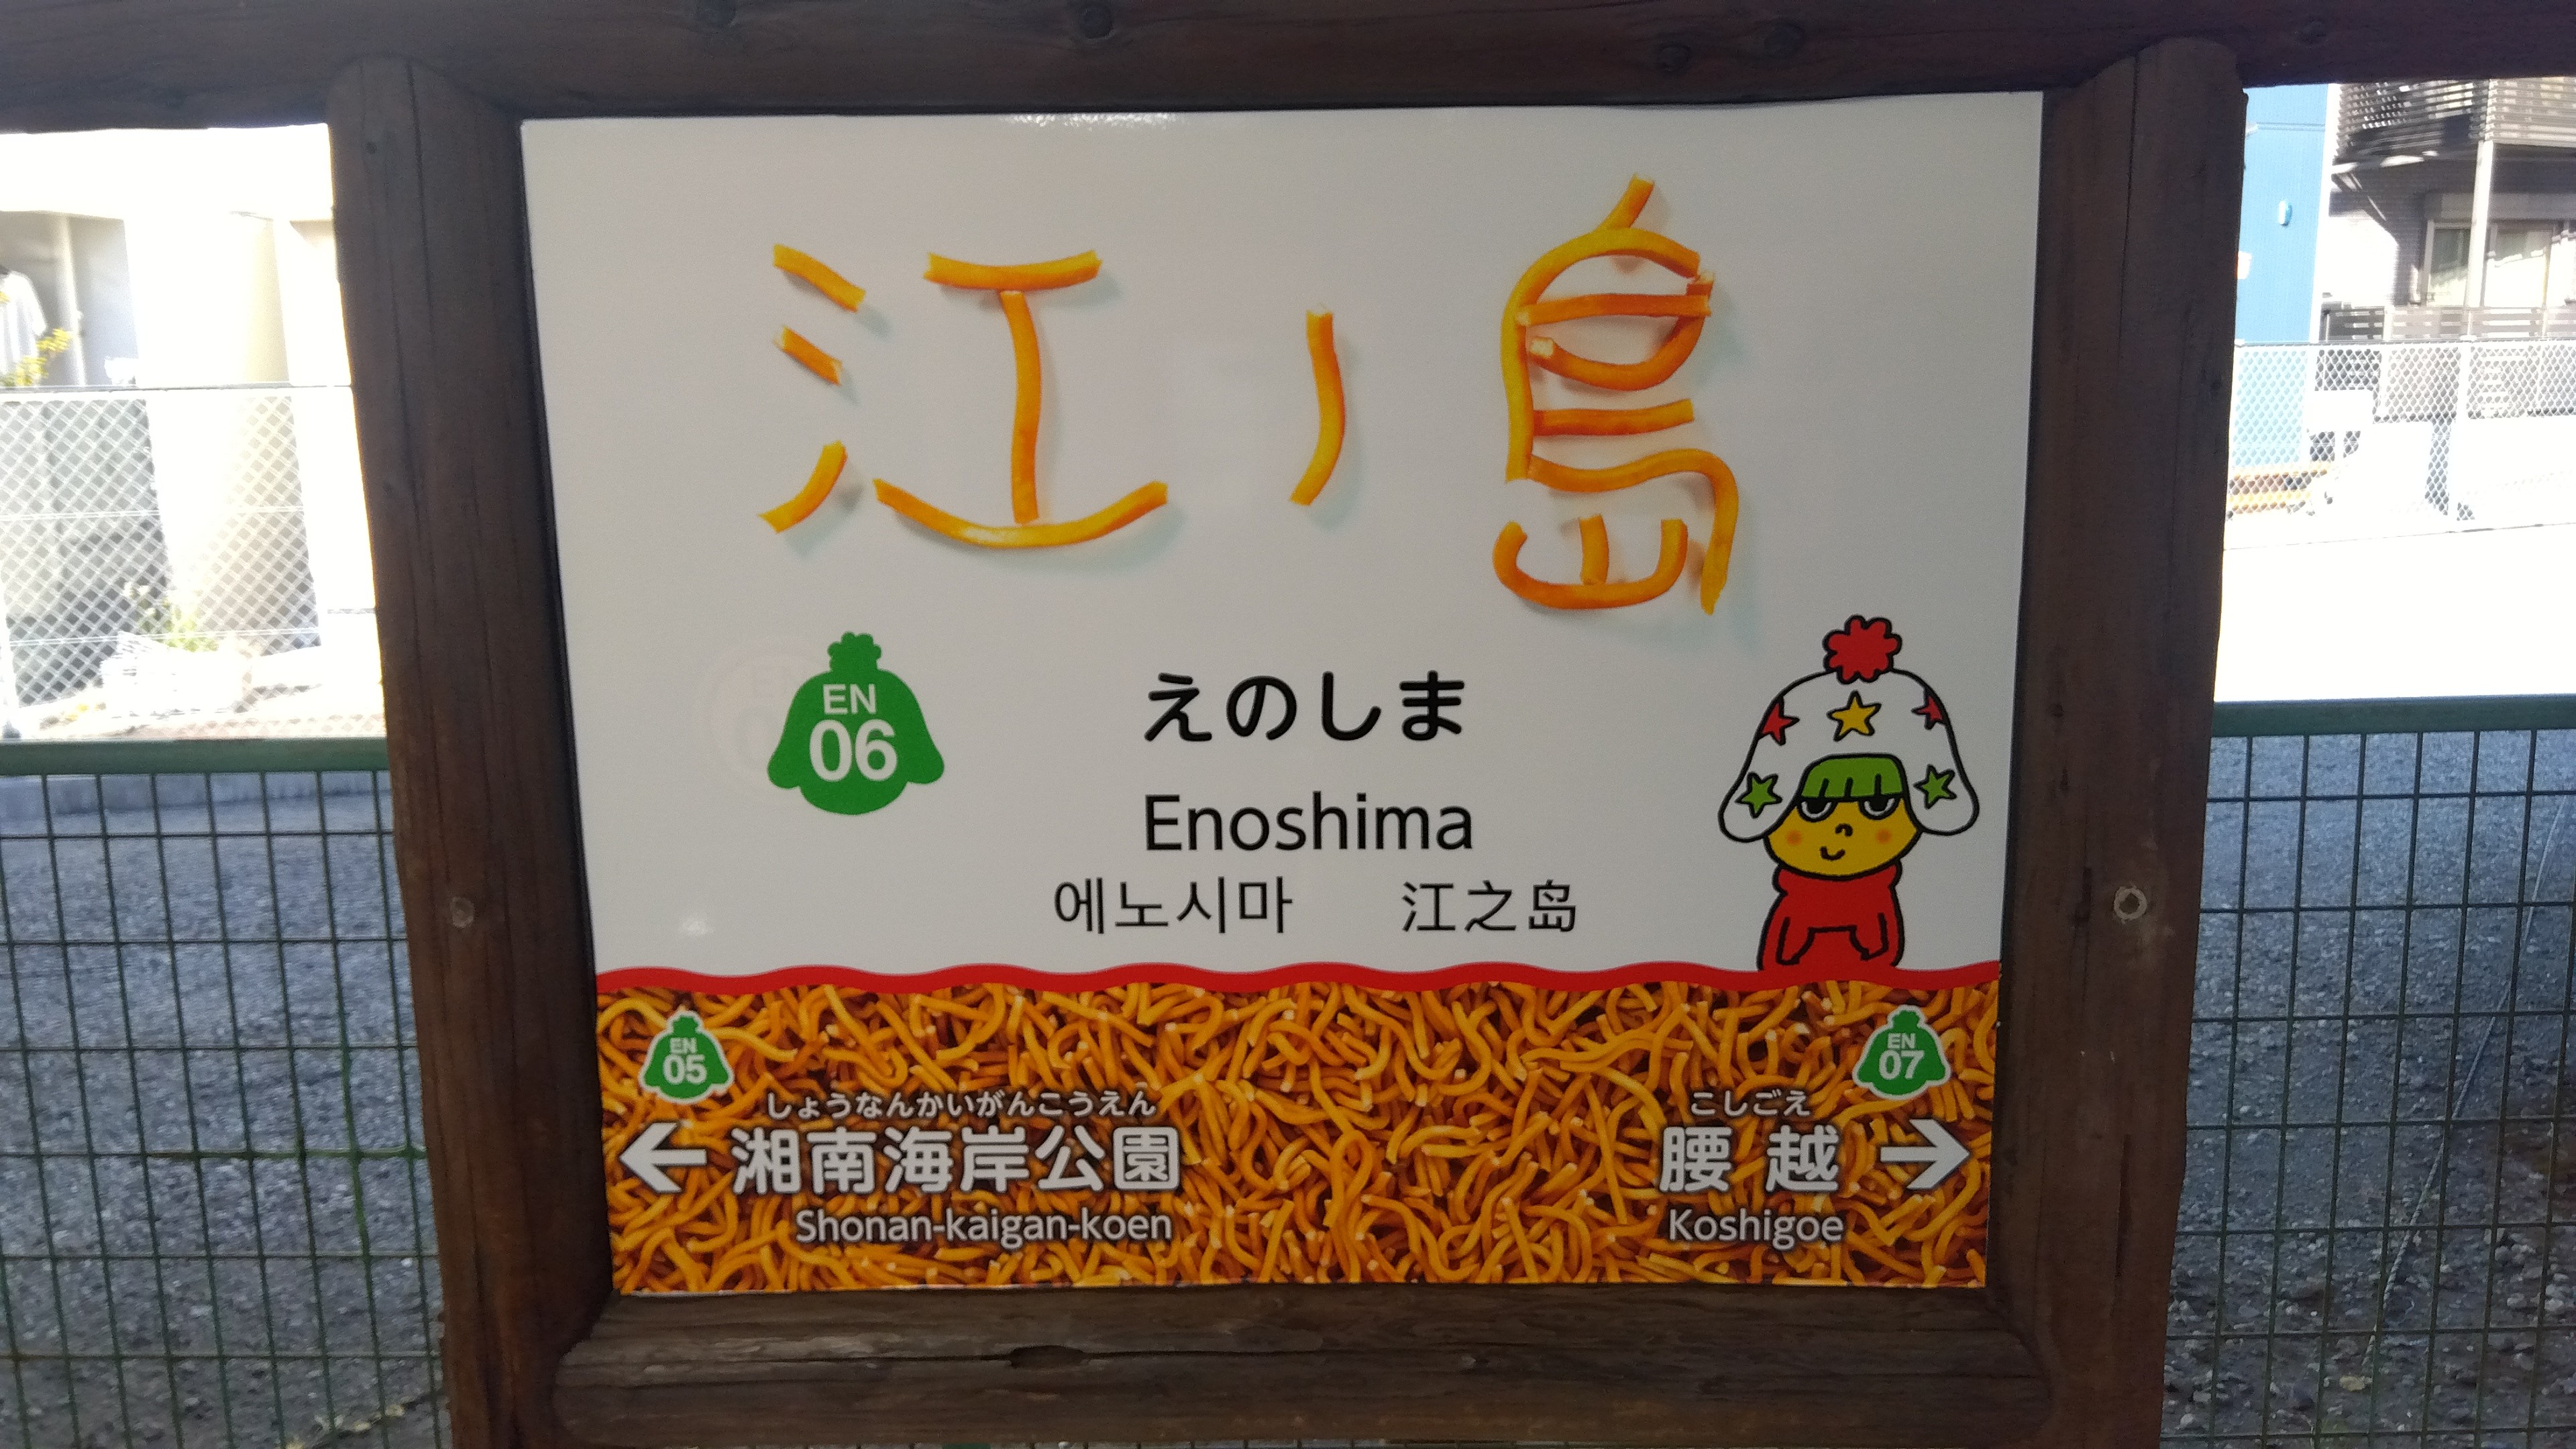 江ノ島
EN
06
えのしま
Enoshima
에노시마 江之岛
EN
05
しょうなんかいがんこうえん
湘南海岸公園
Shonan-kaigan-koen
EN
07
こしごえ
腰越
Koshigoe